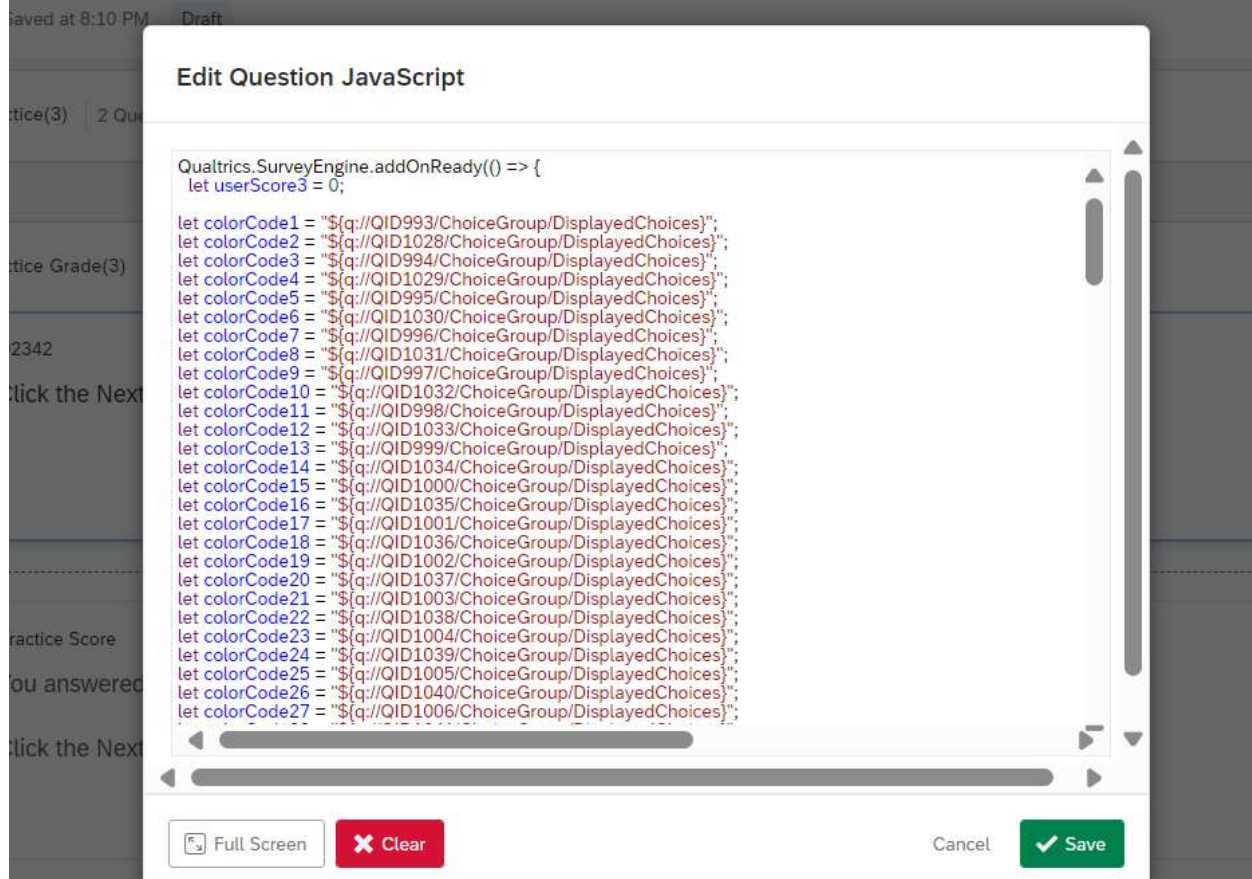 Saved at 8:10 PM Draft
Edit Question JavaScript
ctice(3) 2 Que
Qualtrics.SurveyEngine.addOnReady(() => {
let userScore3 = 0;
let colorCode1 = "${q://QID993/ChoiceGroup/DisplayedChoices}";
let colorCode2 = "${q://QID1028/ChoiceGroup/DisplayedChoices}";
let colorCode3 = "${q://QID994/ChoiceGroup/DisplayedChoices}";
let colorCode4 = "${q://QID1029/ChoiceGroup/DisplayedChoices}";
let colorCode5 = "${q://QID995/ChoiceGroup/DisplayedChoices}";
let colorCode6 = "${q://QID1030/ChoiceGroup/DisplayedChoices}";
let colorCode7 = "${q://QID996/ChoiceGroup/DisplayedChoices}";
let colorCode8 = "${q://QID1031/ChoiceGroup/DisplayedChoices}";
let colorCode9 = "${q://QID997/ChoiceGroup/DisplayedChoices}";
let colorCode10 = "${q://QID1032/ChoiceGroup/DisplayedChoices}";
let colorCode11 = "${q://QID998/ChoiceGroup/DisplayedChoices}";
let colorCode12 = "${q://QID1033/ChoiceGroup/DisplayedChoices}";
let colorCode13 = "${q://QID999/ChoiceGroup/DisplayedChoices}";
let colorCode14 = "${q://QID1034/ChoiceGroup/DisplayedChoices}";
let colorCode15 = "${q://QID1000/ChoiceGroup/DisplayedChoices}";
let colorCode16 = "${q://QID1035/ChoiceGroup/DisplayedChoices}";
let colorCode17 = "${q://QID1001/ChoiceGroup/DisplayedChoices}";
let colorCode18 = "${q://QID1036/ChoiceGroup/DisplayedChoices}";
let colorCode19 = "${q://QID1002/ChoiceGroup/DisplayedChoices}";
let colorCode20 = "${q://QID1037/ChoiceGroup/DisplayedChoices}";
let colorCode21 = "${q://QID1003/ChoiceGroup/DisplayedChoices}";
let colorCode22 = "${q://QID1038/ChoiceGroup/DisplayedChoices}";
let colorCode23 = "${q://QID1004/ChoiceGroup/DisplayedChoices}";
let colorCode24 = "${q://QID1039/ChoiceGroup/DisplayedChoices}";
let colorCode25 = "${q://QID1005/ChoiceGroup/DisplayedChoices}";
let colorCode26 = "${q://QID1040/ChoiceGroup/DisplayedChoices}";
let colorCode27 = "${q://QID1006/ChoiceGroup/DisplayedChoices}";
ctice Grade(3)
2342
Click the Next
ractice Score
You answered
Click the Next
Full Screen Clear Cancel Save